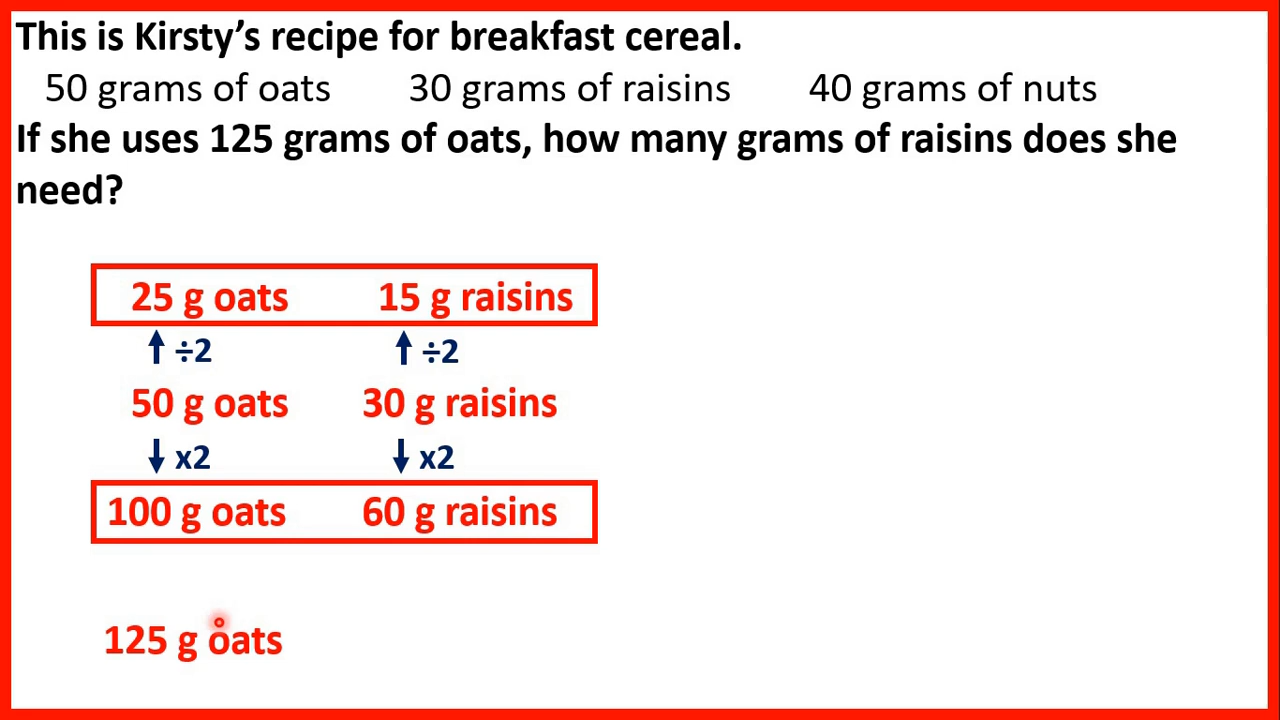 This is Kirsty’s recipe for breakfast cereal.
50 grams of oats 30 grams of raisins 40 grams of nuts
If she uses 125 grams of oats, how many grams of raisins does she
need?
25 g oats 15 g raisins
÷2 ÷2
50 g oats 30 g raisins
x2 x2
100 g oats 60 g raisins
125 g oats